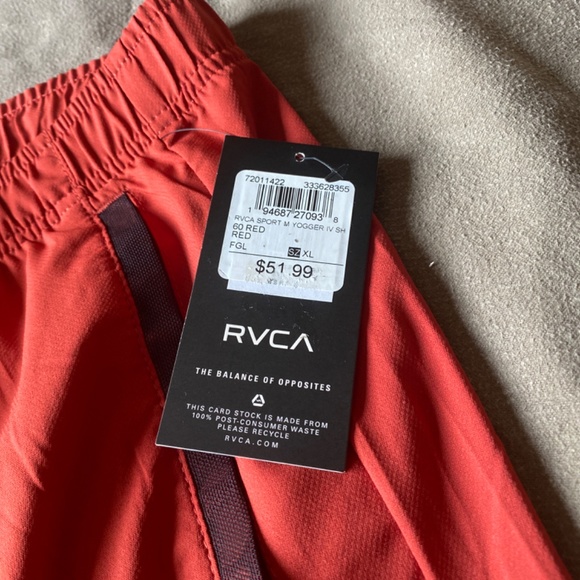 72011422 333628355
1 94687 27093 8
RVCA SPORT M YOGGER IV SH
60 RED
RED
FGL SZ XL
$51.99
RVCA
THE BALANCE OF OPPOSITES
THIS CARD STOCK IS MADE FROM
100% POST-CONSUMER WASTE
PLEASE RECYCLE
RVCA.COM